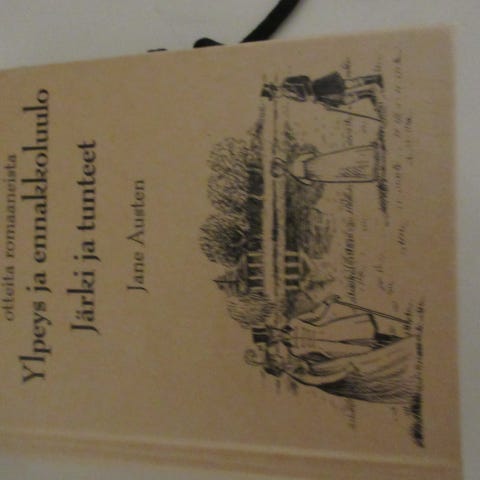 otteita romaaneista
Ylpeys ja ennakkoluulo
Järki ja tunteet
Jane Austen